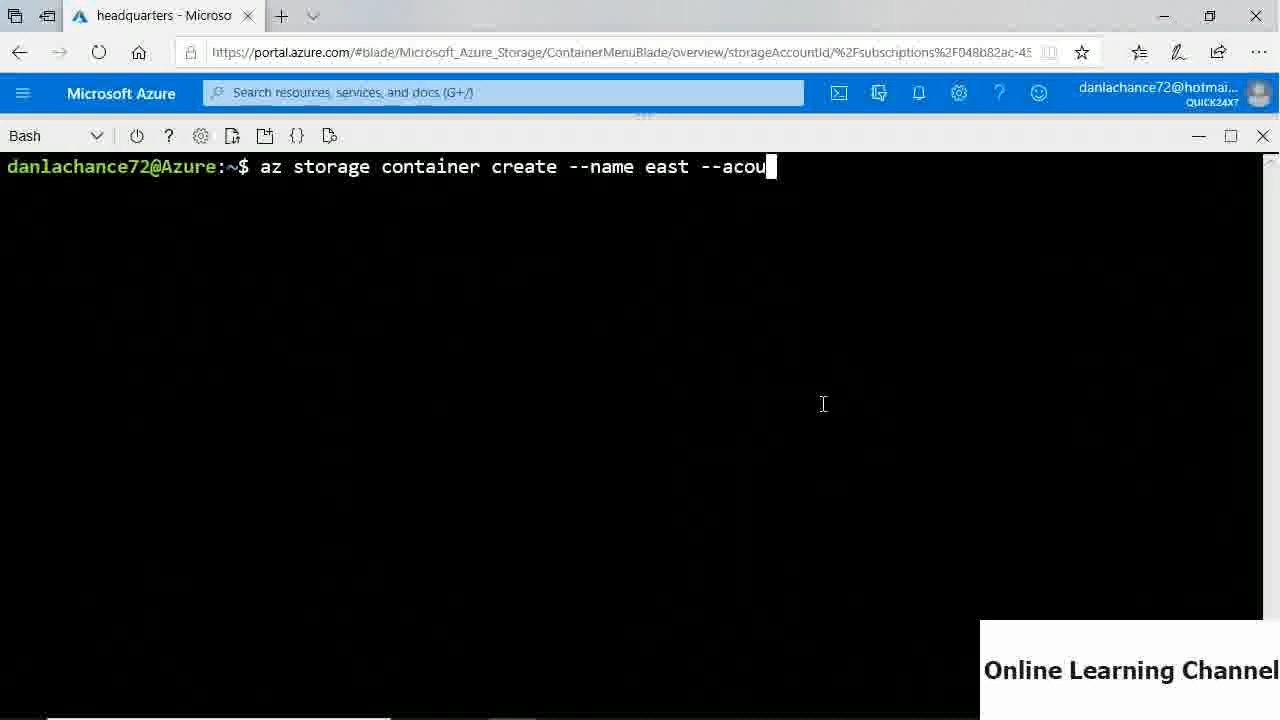 headquarters - Microso
https://portal.azure.com/#blade/Microsoft_Azure_Storage/ContainerMenuBlade/overview/storageAccountId/%2Fsubscriptions%2F048b82ac-45
Microsoft Azure
Search resources, services, and docs (G+/)
danlachance72@hotmai...
QUICK24X7
Bash
danlachance72@Azure:~$ az storage container create --name east --acou
Online Learning Channel